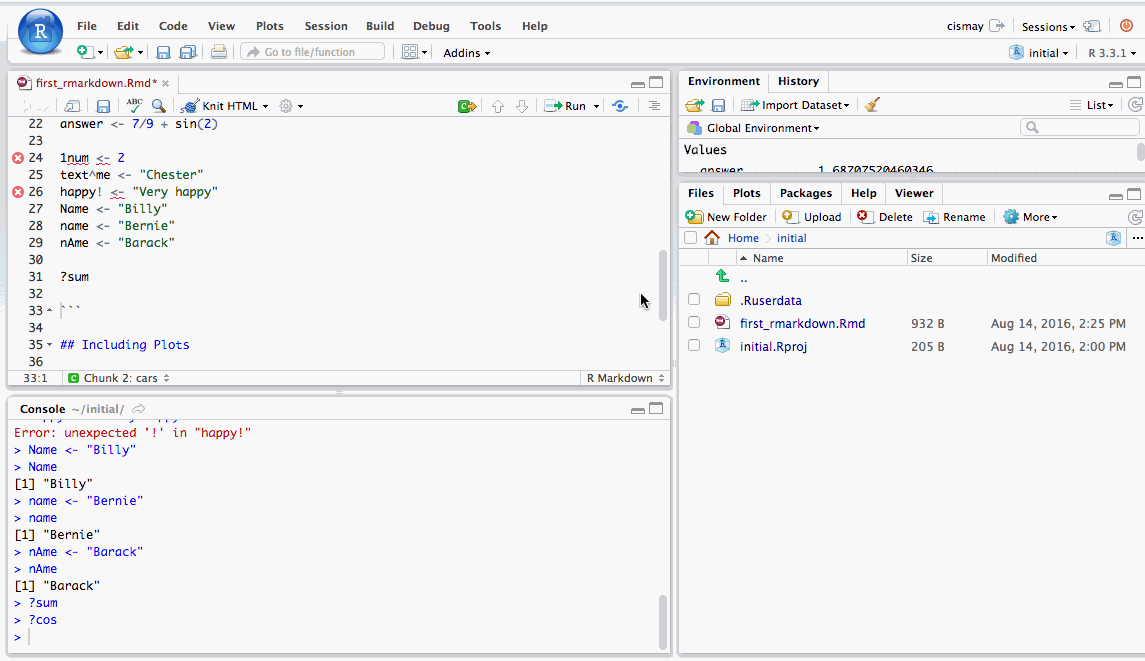 File Edit Code View Plots Session Build Debug Tools Help
cismay Sessions
Go to file/function Addins
initial R 3.3.1
first_rmarkdown.Rmd*
ABC Knit HTML Run
22 answer <- 7/9 + sin(2)
23
24 1num <- 2
25 text^me <- "Chester"
26 happy! <- "Very happy"
27 Name <- "Billy"
28 name <- "Bernie"
29 nAme <- "Barack"
30
31 ?sum
32
33 ```
34
35 ## Including Plots
36
33:1 C Chunk 2: cars R Markdown
Console ~/initial/
Error: unexpected '!' in "happy!"
> Name <- "Billy"
> Name
[1] "Billy"
> name <- "Bernie"
> name
[1] "Bernie"
> nAme <- "Barack"
> nAme
[1] "Barack"
> ?sum
> ?cos
>
Environment History
Import Dataset List
Global Environment
Values
answer 1.68707520460346
Files Plots Packages Help Viewer
New Folder Upload Delete Rename More
Home initial
Name Size Modified
..
.Ruserdata
first_rmarkdown.Rmd 932 B Aug 14, 2016, 2:25 PM
initial.Rproj 205 B Aug 14, 2016, 2:00 PM